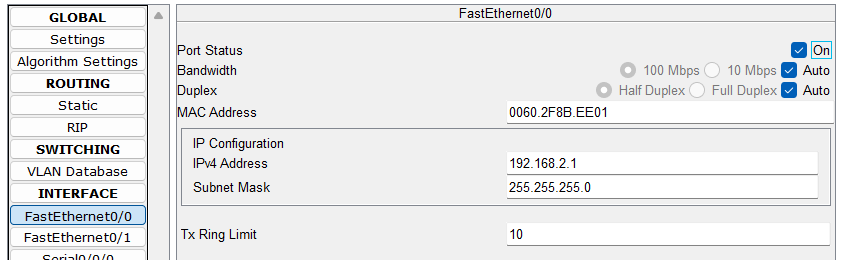 GLOBAL
Settings
Algorithm Settings
ROUTING
Static
RIP
SWITCHING
VLAN Database
INTERFACE
FastEthernet0/0
FastEthernet0/1
Serial0/0/0
FastEthernet0/0
Port Status On
Bandwidth 100 Mbps 10 Mbps Auto
Duplex Half Duplex Full Duplex Auto
MAC Address 0060.2F8B.EE01
IP Configuration
IPv4 Address 192.168.2.1
Subnet Mask 255.255.255.0
Tx Ring Limit 10